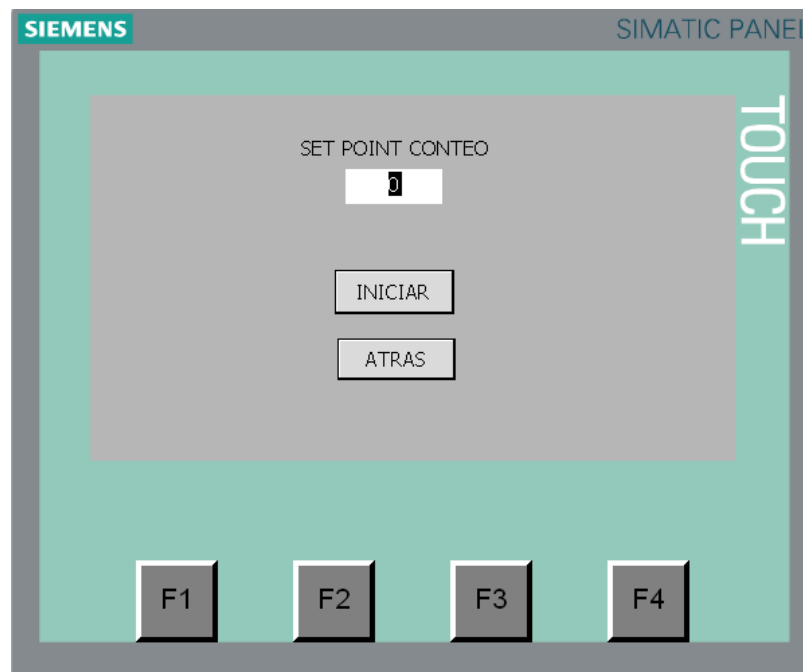 SIEMENS
SIMATIC PANEL
TOUCH
SET POINT CONTEO
0
INICIAR
ATRAS
F1 F2 F3 F4